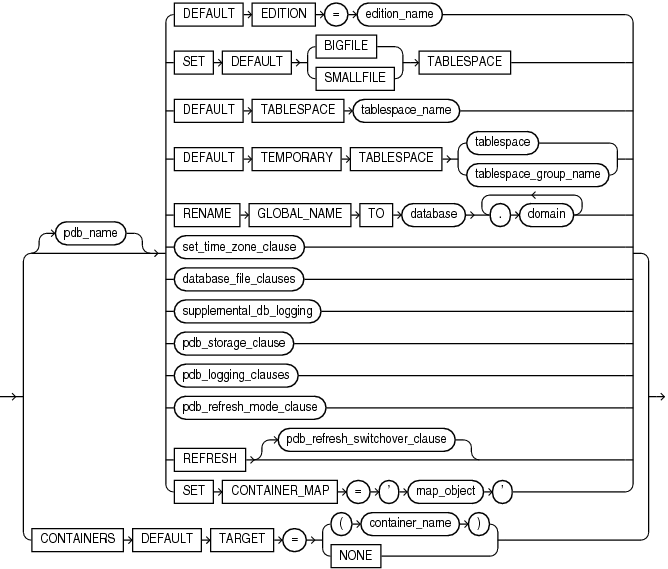 DEFAULT EDITION = edition_name
BIGFILE
SET DEFAULT TABLESPACE
SMALLFILE
DEFAULT TABLESPACE tablespace_name
tablespace
DEFAULT TEMPORARY TABLESPACE
tablespace_group_name
RENAME GLOBAL_NAME TO database . domain
pdb_name
set_time_zone_clause
database_file_clauses
supplemental_db_logging
pdb_storage_clause
pdb_logging_clauses
pdb_refresh_mode_clause
pdb_refresh_switchover_clause
REFRESH
SET CONTAINER_MAP = ' map_object '
( container_name )
CONTAINERS DEFAULT TARGET =
NONE